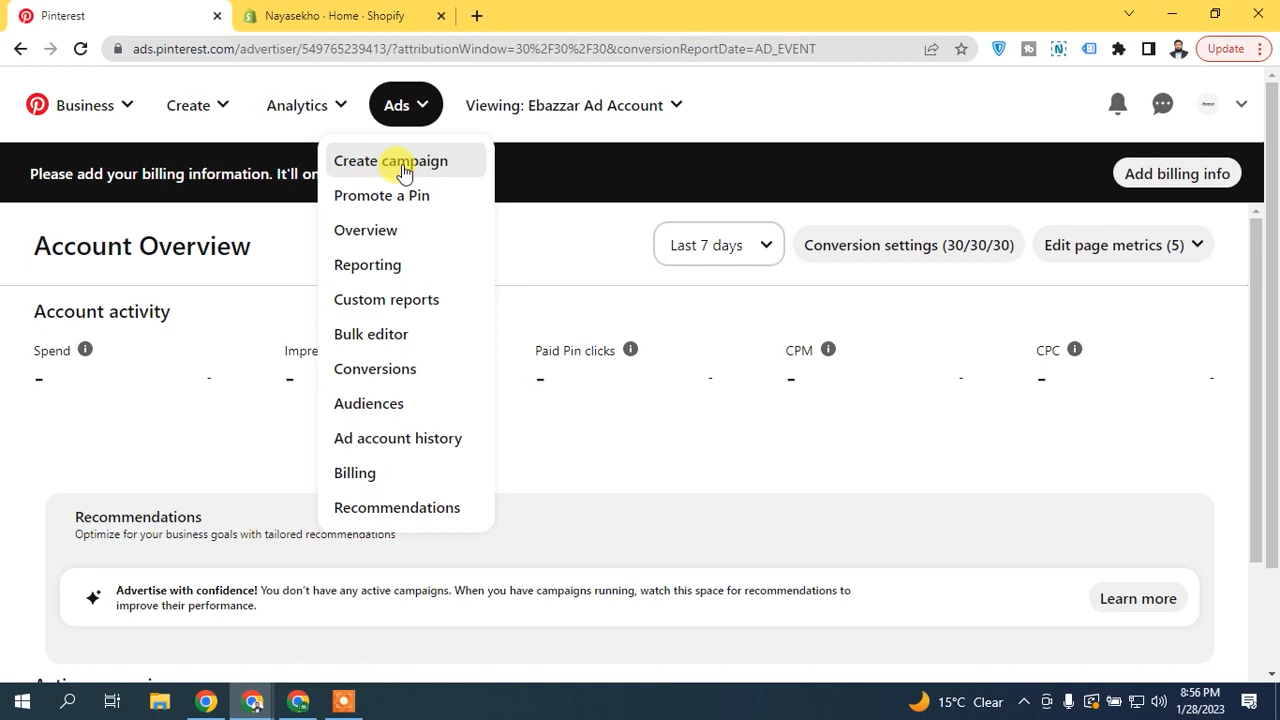 Pinterest
Nayasekho · Home · Shopify
ads.pinterest.com/advertiser/549765239413/?attributionWindow=30%2F30%2F30&conversionReportDate=AD_EVENT
Update
Business
Create
Analytics
Ads
Viewing: Ebazzar Ad Account
Please add your billing information. It'll on
Add billing info
Create campaign
Promote a Pin
Overview
Reporting
Custom reports
Bulk editor
Conversions
Audiences
Ad account history
Billing
Recommendations
Account Overview
Last 7 days
Conversion settings (30/30/30)
Edit page metrics (5)
Account activity
Spend
Impre
Paid Pin clicks
CPM
CPC
- - - - -
Recommendations
Optimize for your business goals with tailored recommendations
Advertise with confidence! You don't have any active campaigns. When you have campaigns running, watch this space for recommendations to
improve their performance.
Learn more
15°C Clear
8:56 PM
1/28/2023